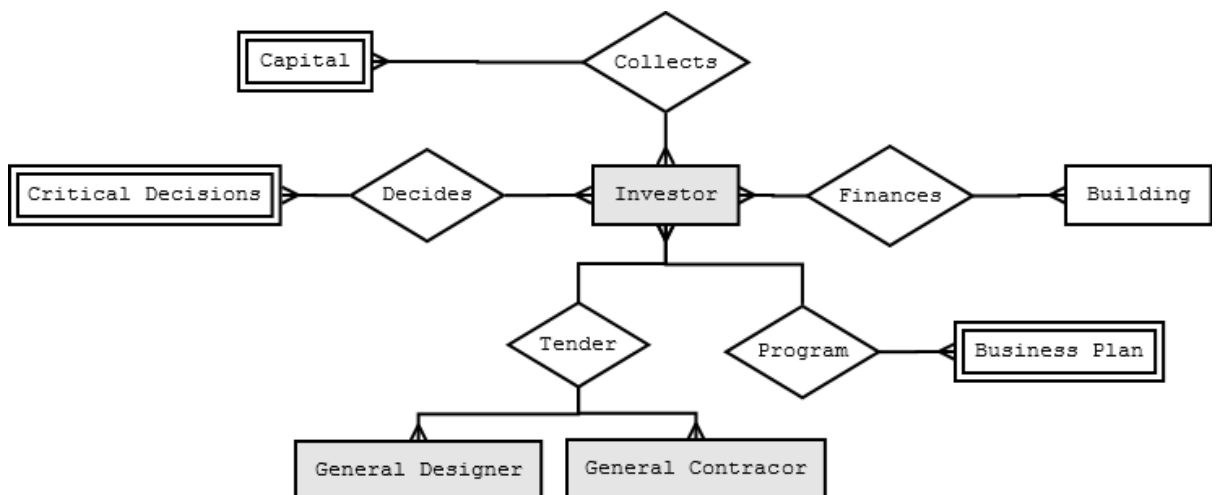 Capital
Collects
Critical Decisions
Decides
Investor
Finances
Building
Tender
Program
Business Plan
General Designer
General Contracor